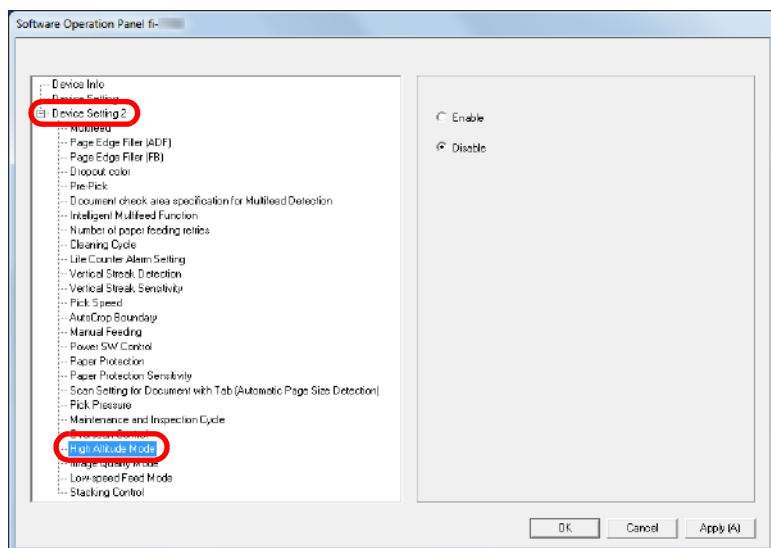 Software Operation Panel fi-
Device Info
Device Setting
Device Setting 2
Multifeed
Page Edge Filler (ADF)
Page Edge Filler (FB)
Dropout color
Pre-Pick
Document check area specification for Multifeed Detection
Intelligent Multifeed Function
Number of paper feeding retries
Cleaning Cycle
Life Counter Alarm Setting
Vertical Streak Detection
Vertical Streak Sensitivity
Pick Speed
AutoCrop Boundary
Manual Feeding
Power SW Control
Paper Protection
Paper Protection Sensitivity
Scan Setting for Document with Tab (Automatic Page Size Detection)
Pick Pressure
Maintenance and Inspection Cycle
Overscan Control
High Altitude Mode
Image Quality Mode
Low-speed Feed Mode
Stacking Control
Enable
Disable
OK
Cancel
Apply (A)